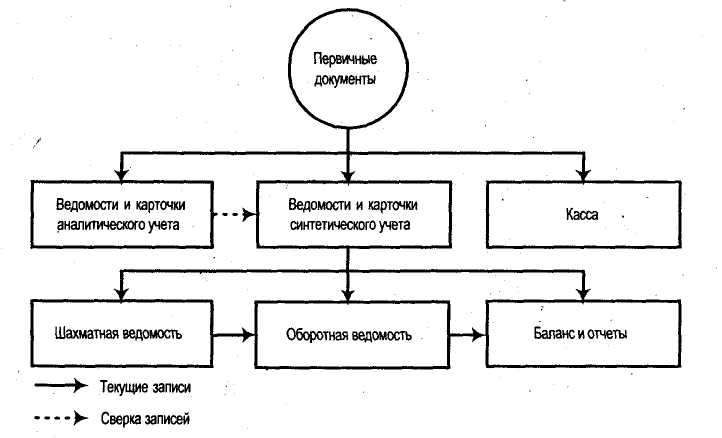 Первичные
документы
Ведомости и карточки
аналитического учета
Ведомости и карточки
синтетического учета
Касса
Шахматная ведомость
Оборотная ведомость
Баланс и отчеты
Текущие записи
Сверка записей